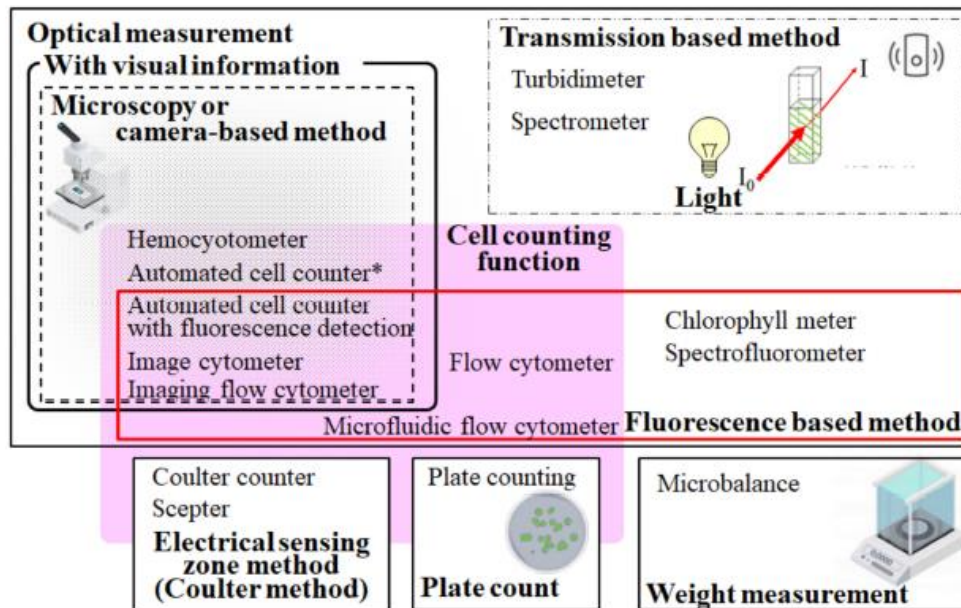 Optical measurement
With visual information
Microscopy or
camera-based method
Transmission based method
Turbidimeter
Spectrometer
I
I0
Light
Cell counting
function
Hemocyotometer
Automated cell counter*
Automated cell counter
with fluorescence detection
Image cytometer
Imaging flow cytometer
Flow cytometer
Chlorophyll meter
Spectrofluorometer
Microfluidic flow cytometer
Fluorescence based method
Coulter counter
Scepter
Electrical sensing
zone method
(Coulter method)
Plate counting
Plate count
Microbalance
Weight measurement